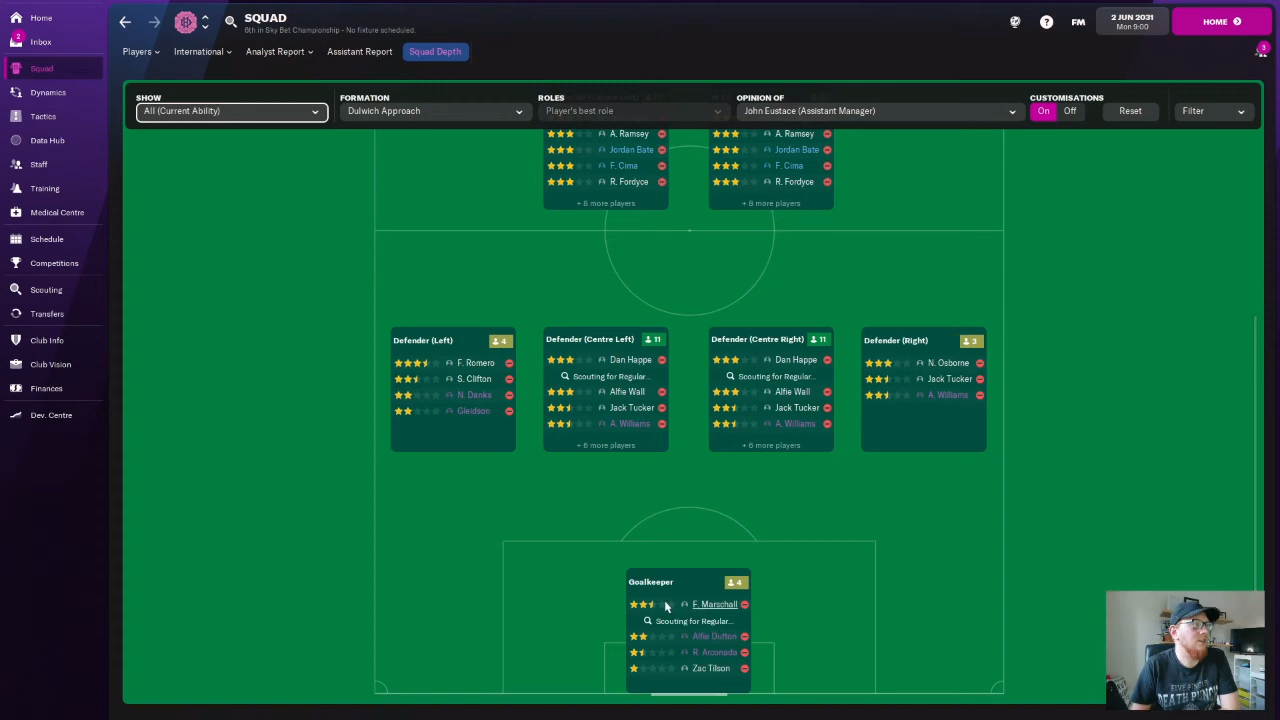 Home
SQUAD
6th in Sky Bet Championship - No fixture scheduled.
FM
2 JUN 2031
Mon 9:00
HOME
2
Inbox
3
Players
International
Analyst Report
Assistant Report
Squad Depth
Squad
Dynamics
Tactics
Data Hub
Staff
Training
Medical Centre
Schedule
Competitions
Scouting
Transfers
Club Info
Club Vision
Finances
Dev. Centre
SHOW
All (Current Ability)
FORMATION
Dulwich Approach
ROLES
Player's best role
OPINION OF
John Eustace (Assistant Manager)
CUSTOMISATIONS
On
Off
Reset
Filter
A. Ramsey
Jordan Bate
F. Cima
R. Fordyce
+ 8 more players
A. Ramsey
Jordan Bate
F. Cima
R. Fordyce
+ 8 more players
Defender (Left)
4
F. Romero
S. Clifton
N. Danks
Gleidson
Defender (Centre Left)
11
Dan Happe
Scouting for Regular...
Alfie Wall
Jack Tucker
A. Williams
+ 6 more players
Defender (Centre Right)
11
Dan Happe
Scouting for Regular...
Alfie Wall
Jack Tucker
A. Williams
+ 6 more players
Defender (Right)
3
N. Osborne
Jack Tucker
A. Williams
Goalkeeper
4
F. Marschall
Scouting for Regular...
Alfie Dutton
R. Arconada
Zac Tilson
DEATH PUNCH